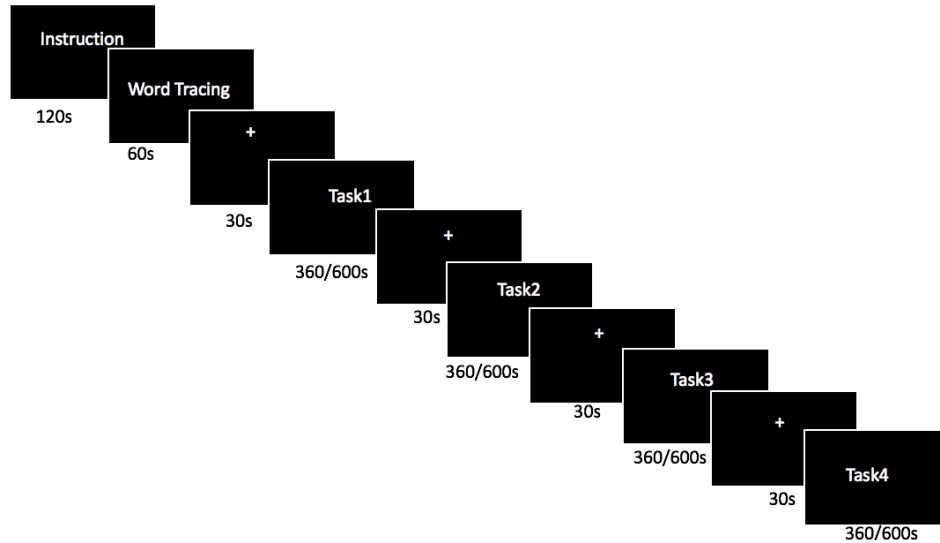 Instruction
120s
Word Tracing
60s
+
30s
Task1
360/600s
+
30s
Task2
360/600s
+
30s
Task3
360/600s
+
30s
Task4
360/600s